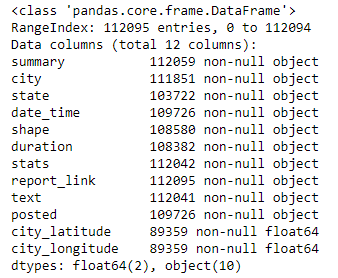 <class 'pandas.core.frame.DataFrame'>
RangeIndex: 112095 entries, 0 to 112094
Data columns (total 12 columns):
summary           112059 non-null object
city              111851 non-null object
state             103722 non-null object
date_time         109726 non-null object
shape             108580 non-null object
duration          108382 non-null object
stats             112042 non-null object
report_link       112095 non-null object
text              112041 non-null object
posted            109726 non-null object
city_latitude     89359 non-null float64
city_longitude    89359 non-null float64
dtypes: float64(2), object(10)